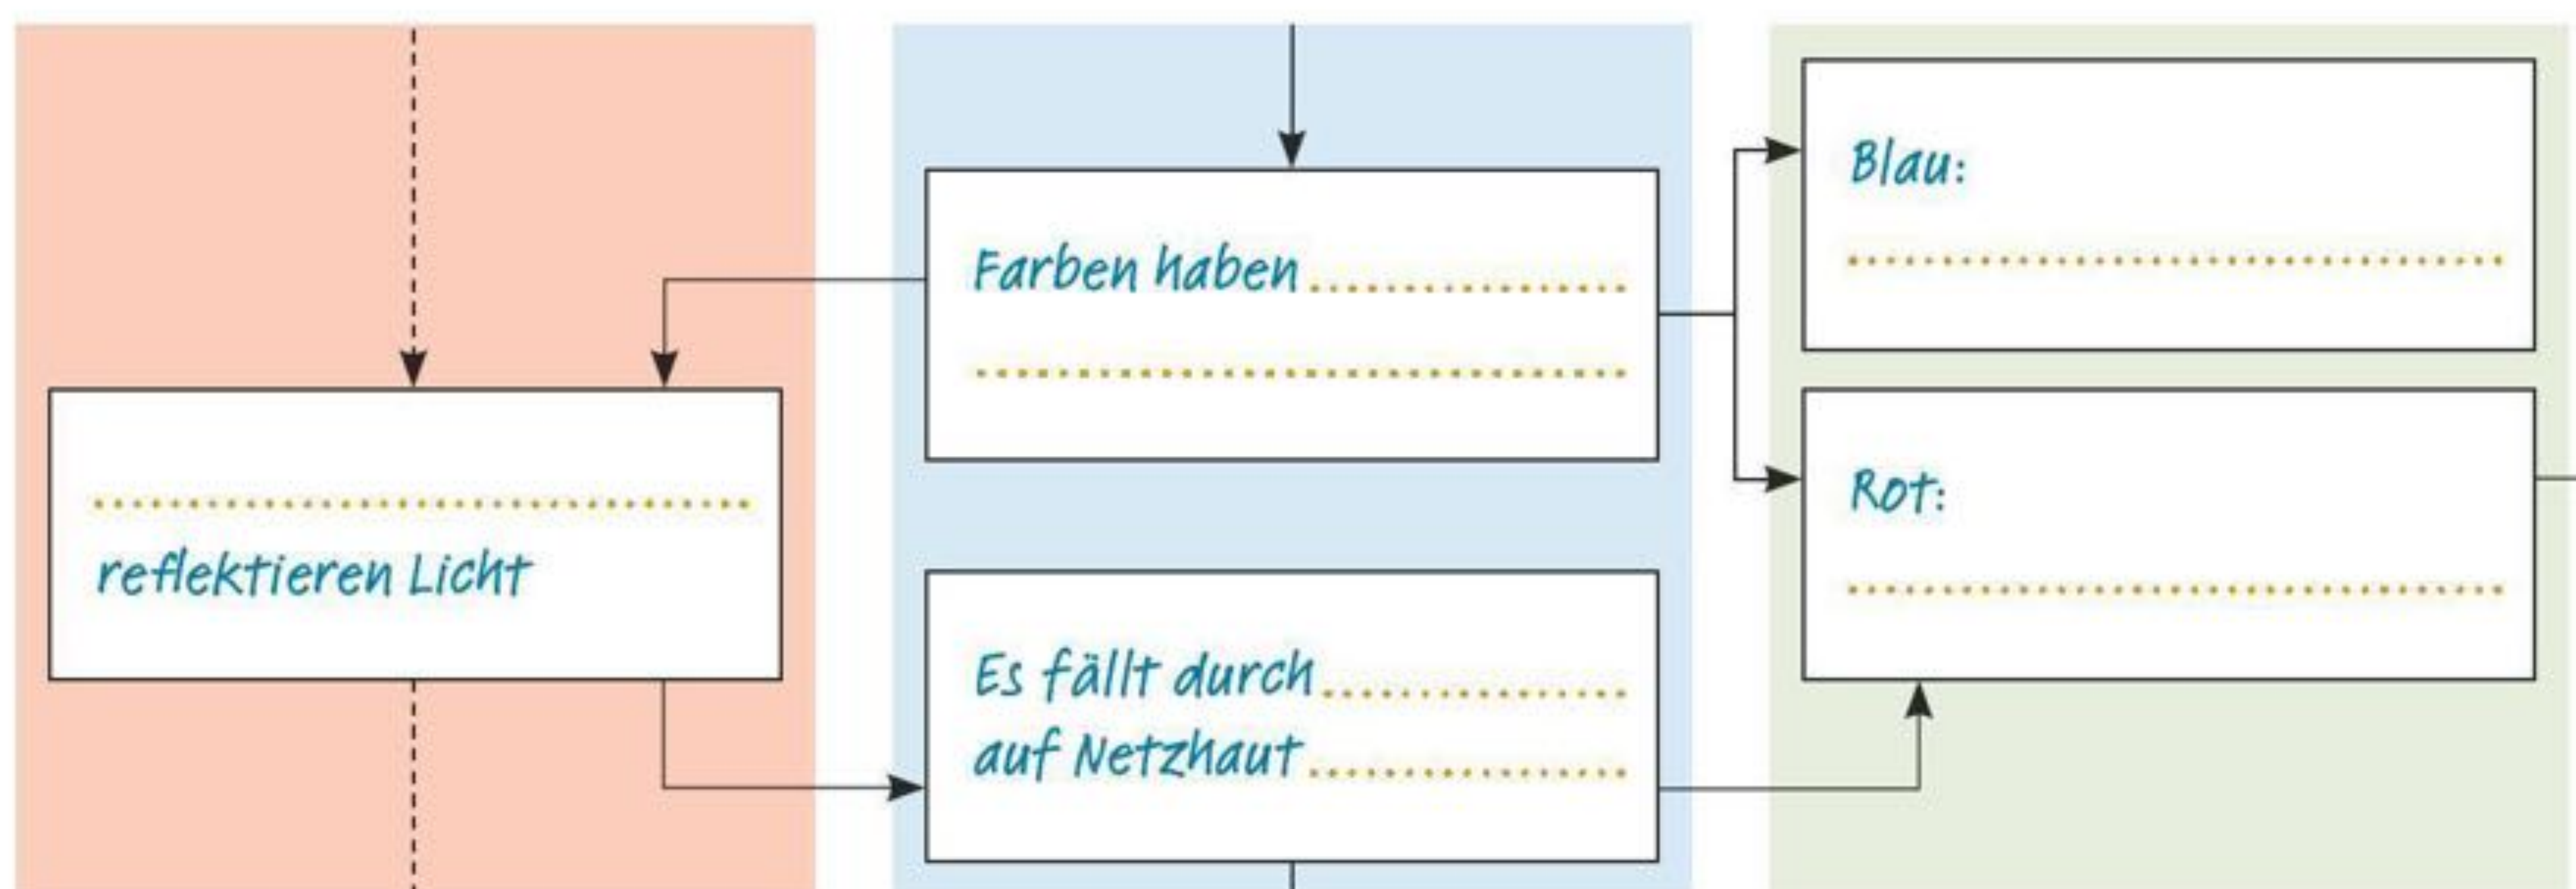 Farben haben
reflektieren Licht
Es fällt durch
auf Netzhaut
Blau:
Rot: